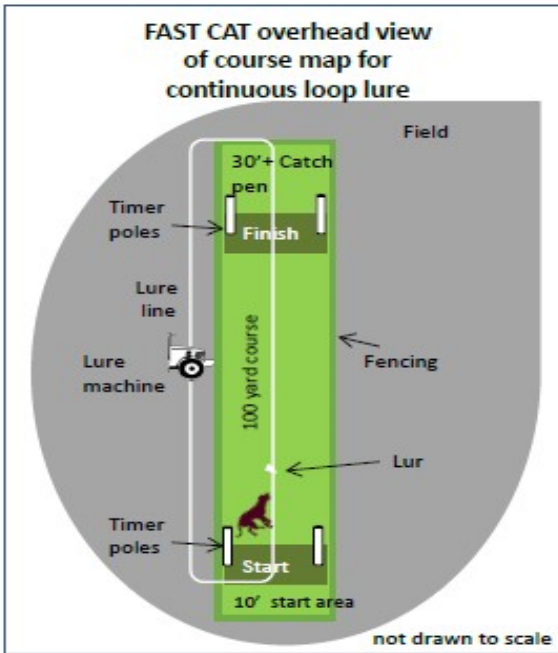 FAST CAT overhead view
of course map for
continuous loop lure
Field
30'+ Catch
pen
Timer
poles
Finish
Lure
line
100 yard course
Lure
machine
Fencing
Lur
Timer
poles
Start
10' start area
not drawn to scale